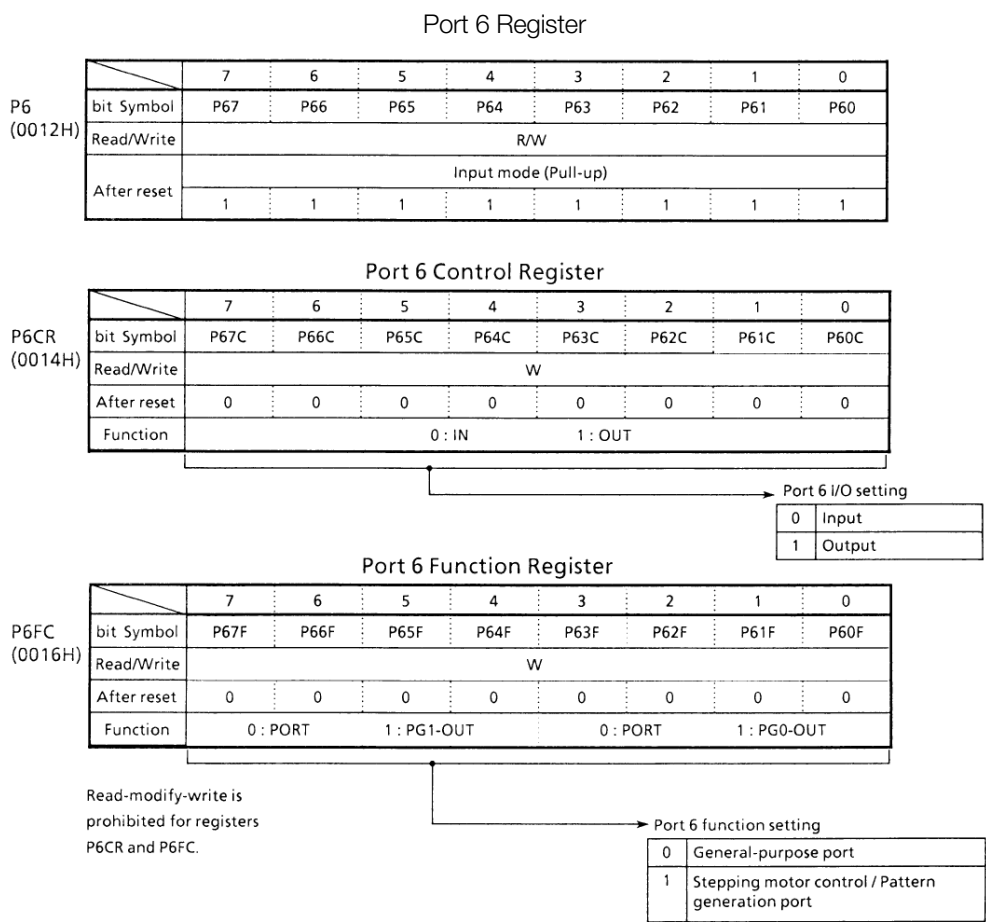 Port 6 Register
7 6 5 4 3 2 1 0
P6 (0012H)
bit Symbol P67 P66 P65 P64 P63 P62 P61 P60
Read/Write R/W
After reset Input mode (Pull-up)
1 1 1 1 1 1 1 1
Port 6 Control Register
7 6 5 4 3 2 1 0
P6CR (0014H)
bit Symbol P67C P66C P65C P64C P63C P62C P61C P60C
Read/Write W
After reset 0 0 0 0 0 0 0 0
Function 0 : IN 1 : OUT
Port 6 I/O setting
0 Input
1 Output
Port 6 Function Register
7 6 5 4 3 2 1 0
P6FC (0016H)
bit Symbol P67F P66F P65F P64F P63F P62F P61F P60F
Read/Write W
After reset 0 0 0 0 0 0 0 0
Function 0 : PORT 1 : PG1-OUT 0 : PORT 1 : PG0-OUT
Read-modify-write is
prohibited for registers
P6CR and P6FC.
Port 6 function setting
0 General-purpose port
1 Stepping motor control / Pattern
generation port